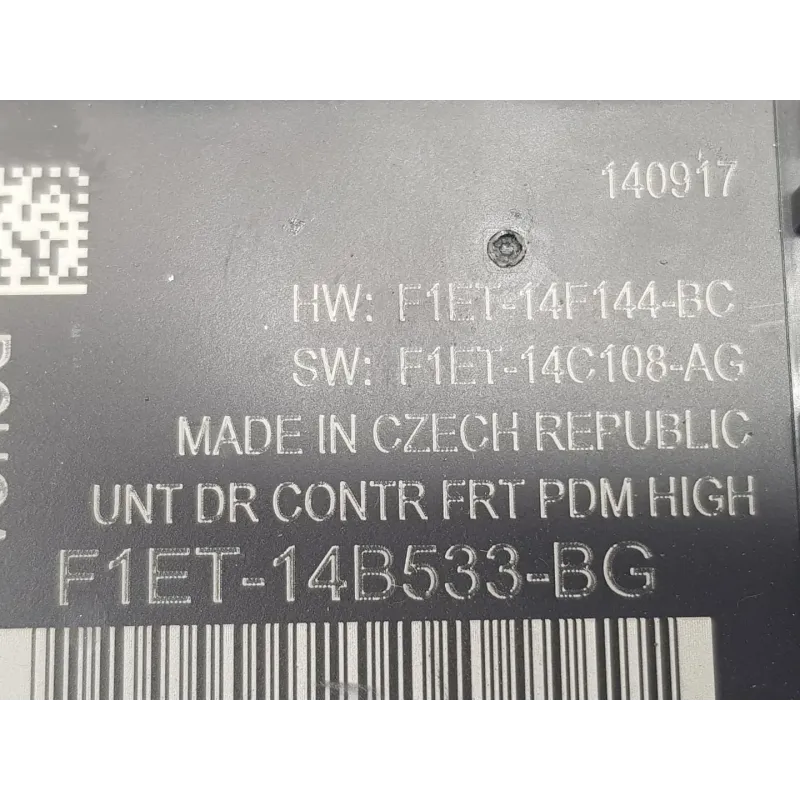 140917
HW: F1ET-14F144-BC
SW: F1ET-14C108-AG
MADE IN CZECH REPUBLIC
UNT DR CONTR FRT PDM HIGH
F1ET-14B533-BG